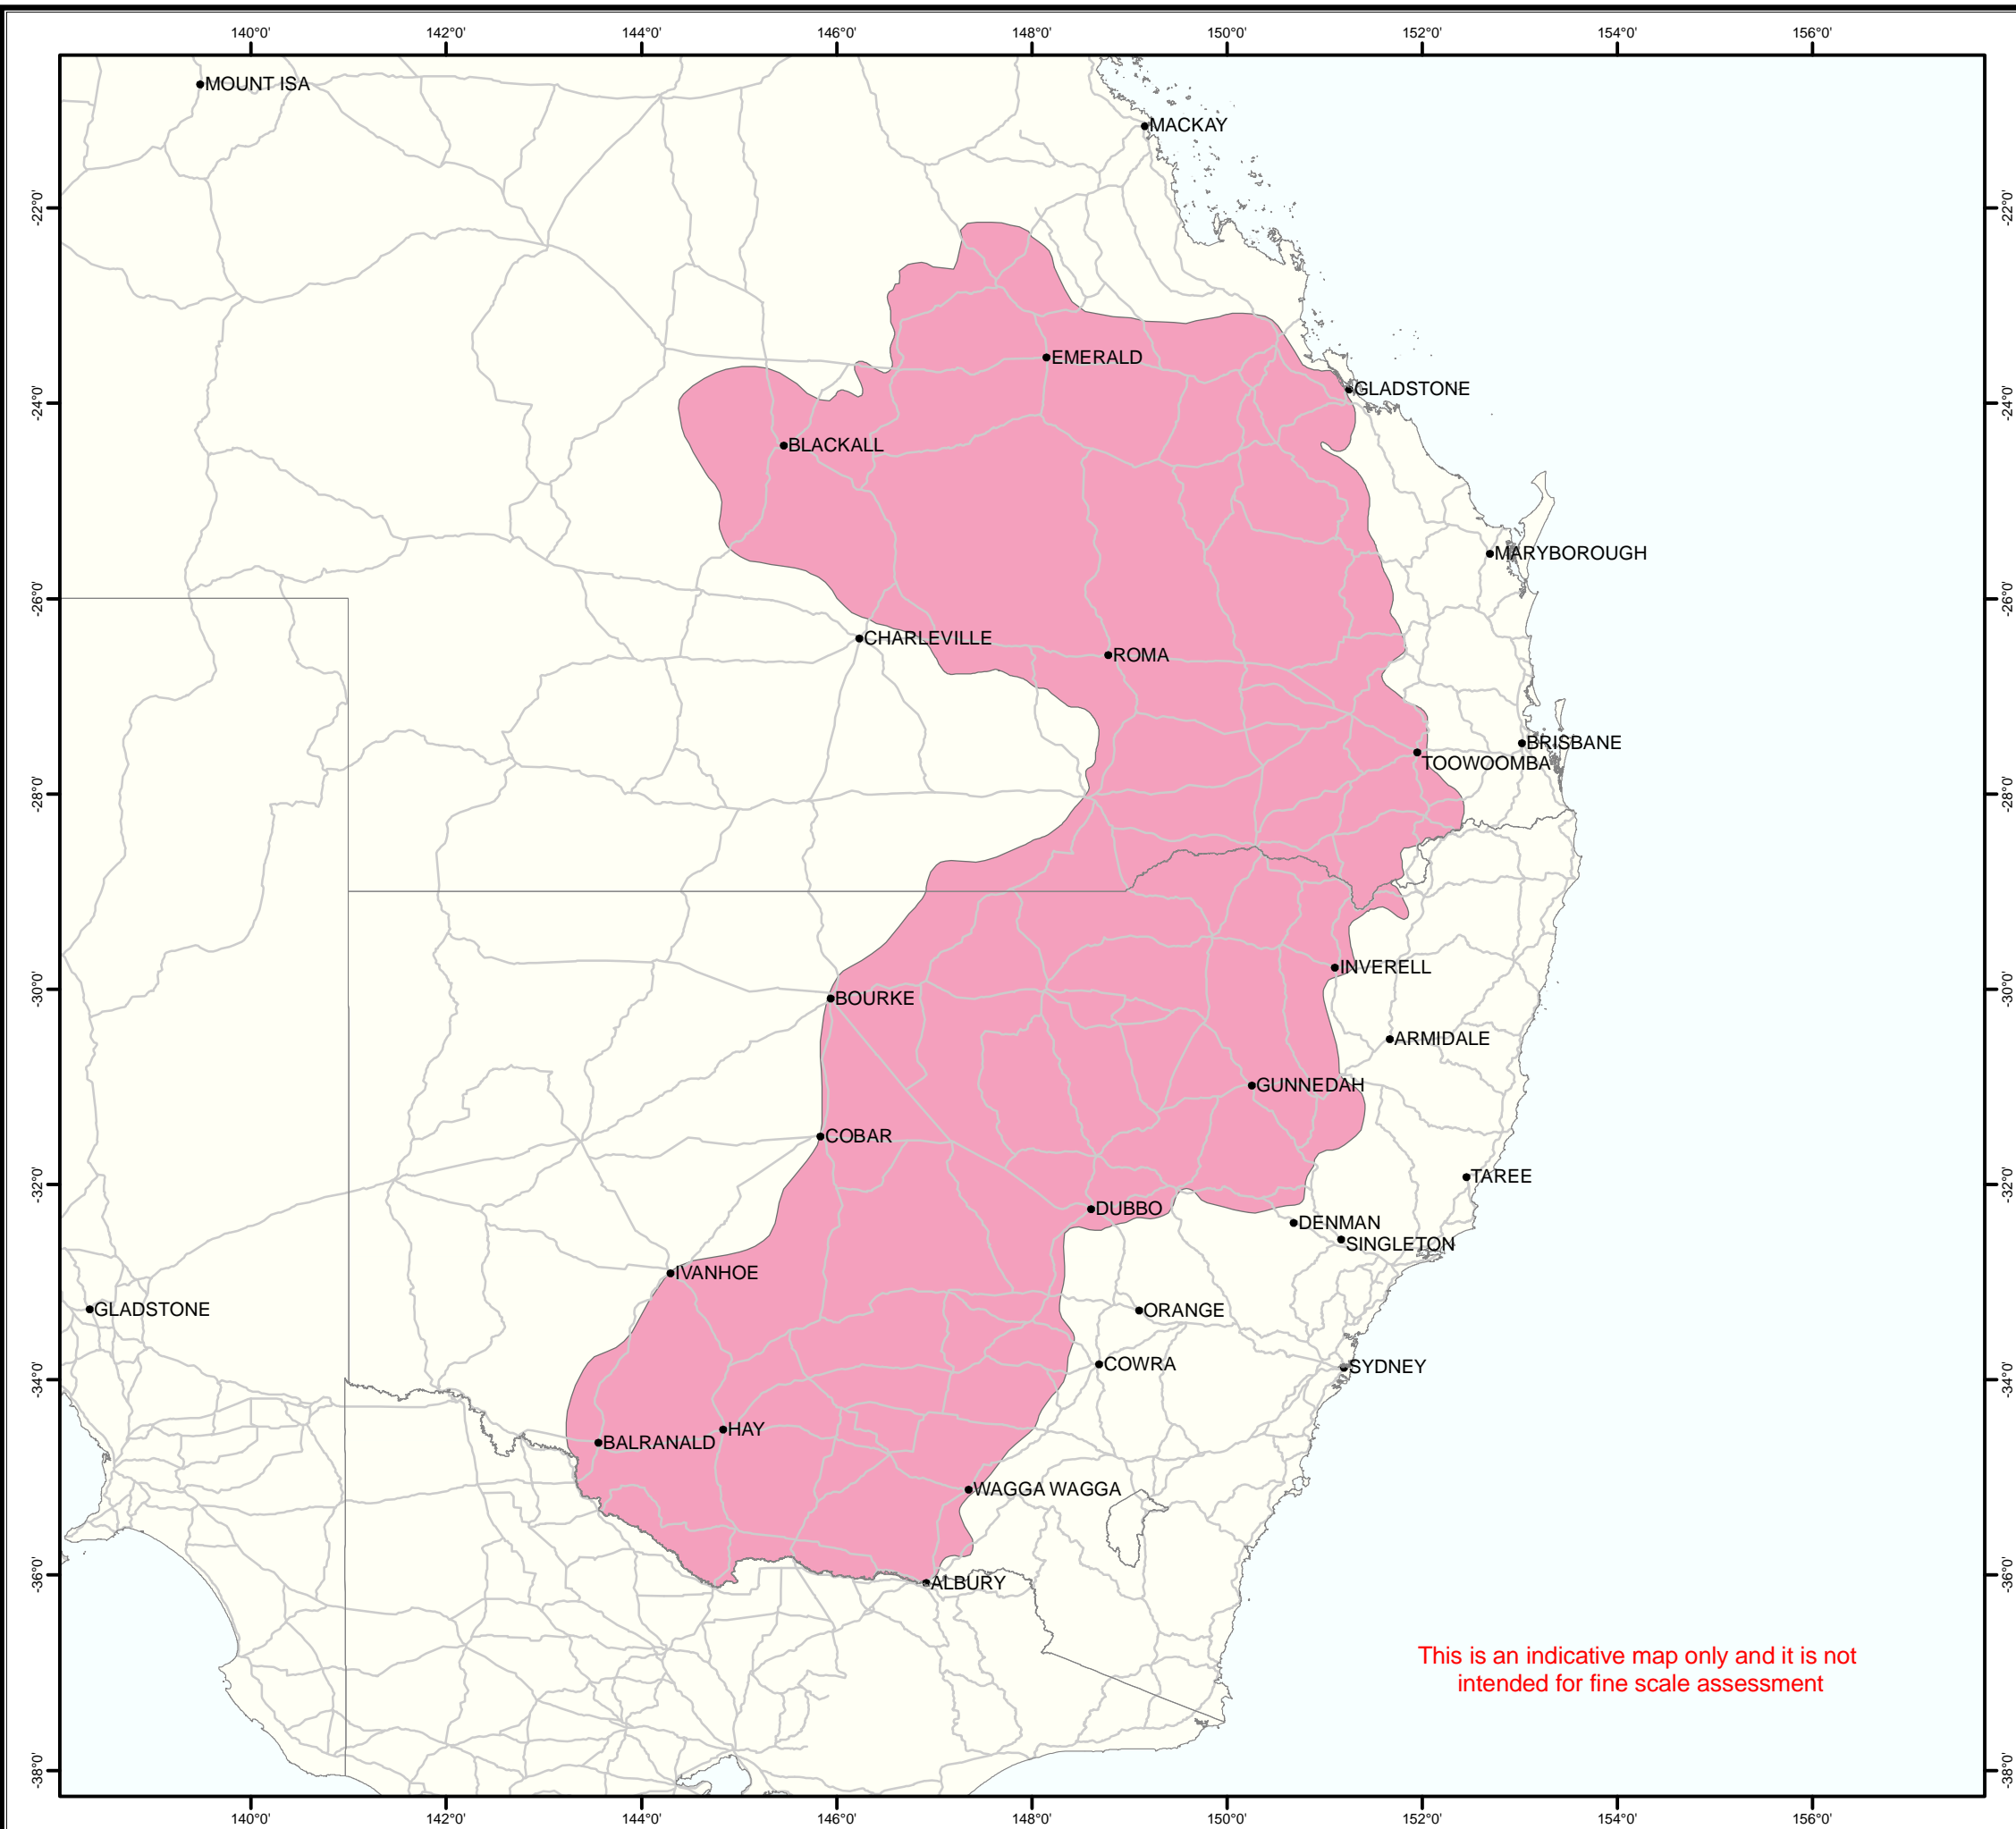 140°0'
142°0'
144°0'
146°0'
148°0'
150°0'
152°0'
154°0'
156°0'
MOUNT ISA
MACKAY
-22°0'
-22°0'
EMERALD
GLADSTONE
-24°0'
-24°0'
BLACKALL
MARYBOROUGH
-26°0'
-26°0'
CHARLEVILLE
ROMA
BRISBANE
TOOWOOMBA
-28°0'
-28°0'
INVERELL
-30°0'
-30°0'
BOURKE
ARMIDALE
GUNNEDAH
COBAR
TAREE
-32°0'
-32°0'
DUBBO
DENMAN
SINGLETON
IVANHOE
GLADSTONE
ORANGE
COWRA
SYDNEY
-34°0'
-34°0'
HAY
BALRANALD
WAGGA WAGGA
-36°0'
-36°0'
ALBURY
This is an indicative map only and it is not
intended for fine scale assessment
-38°0'
-38°0'
140°0'
142°0'
144°0'
146°0'
148°0'
150°0'
152°0'
154°0'
156°0'